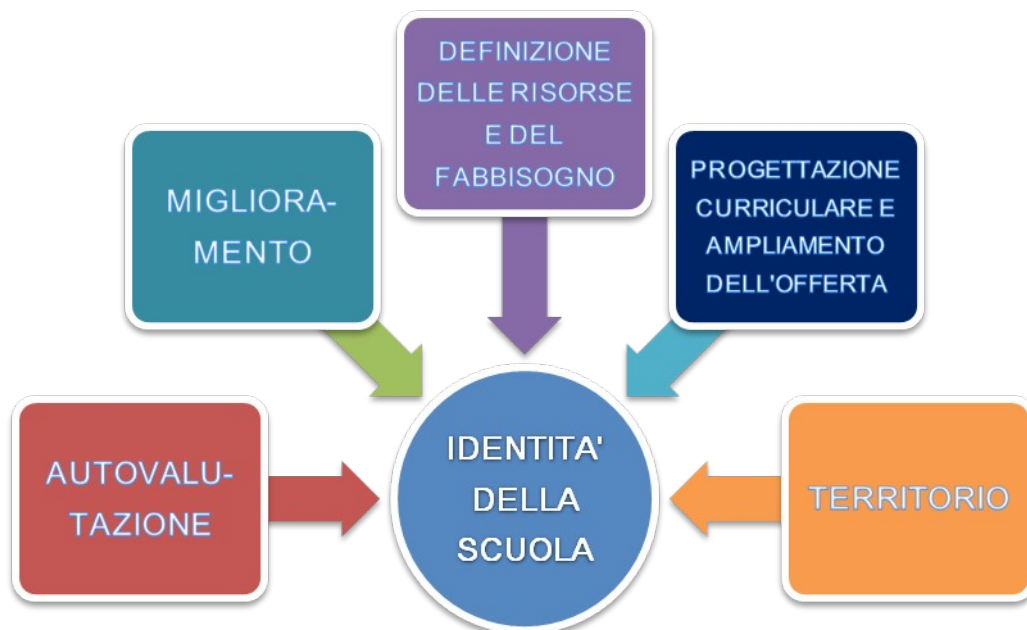 DEFINIZIONE
DELLE RISORSE
E DEL
FABBISOGNO
MIGLIORA-
MENTO
PROGETTAZIONE
CURRICULARE E
AMPLIAMENTO
DELL'OFFERTA
AUTOVALU-
TAZIONE
IDENTITA'
DELLA
SCUOLA
TERRITORIO